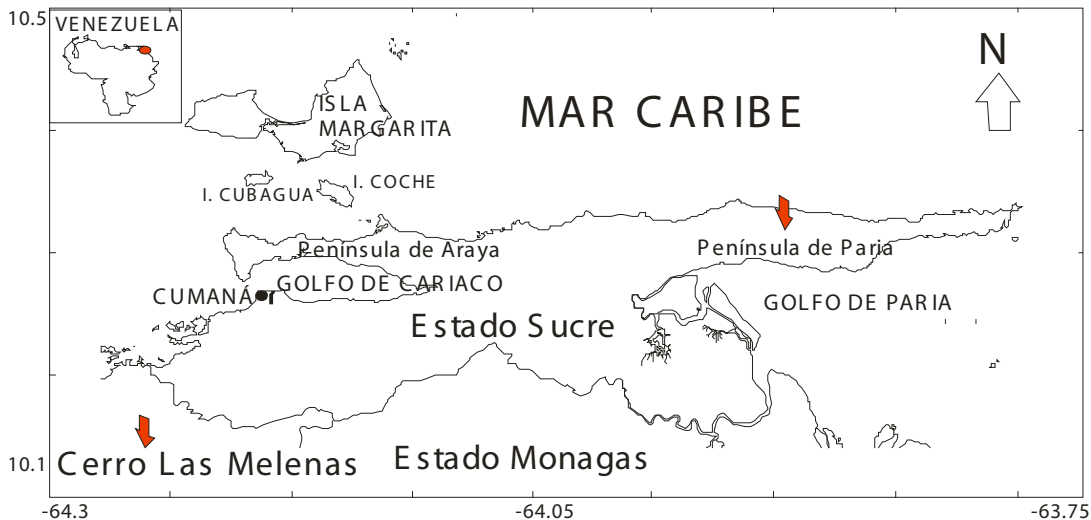 10.5
VENEZUELA
N
ISLA
MARGARITA
MAR CARIBE
I. CUBAGUA
I. COCHE
Península de Araya
Península de Paria
CUMANÁ
GOLFO DE CARIACO
GOLFO DE PARIA
Estado Sucre
10.1
Cerro Las Melenas
Estado Monagas
-64.3
-64.05
-63.75